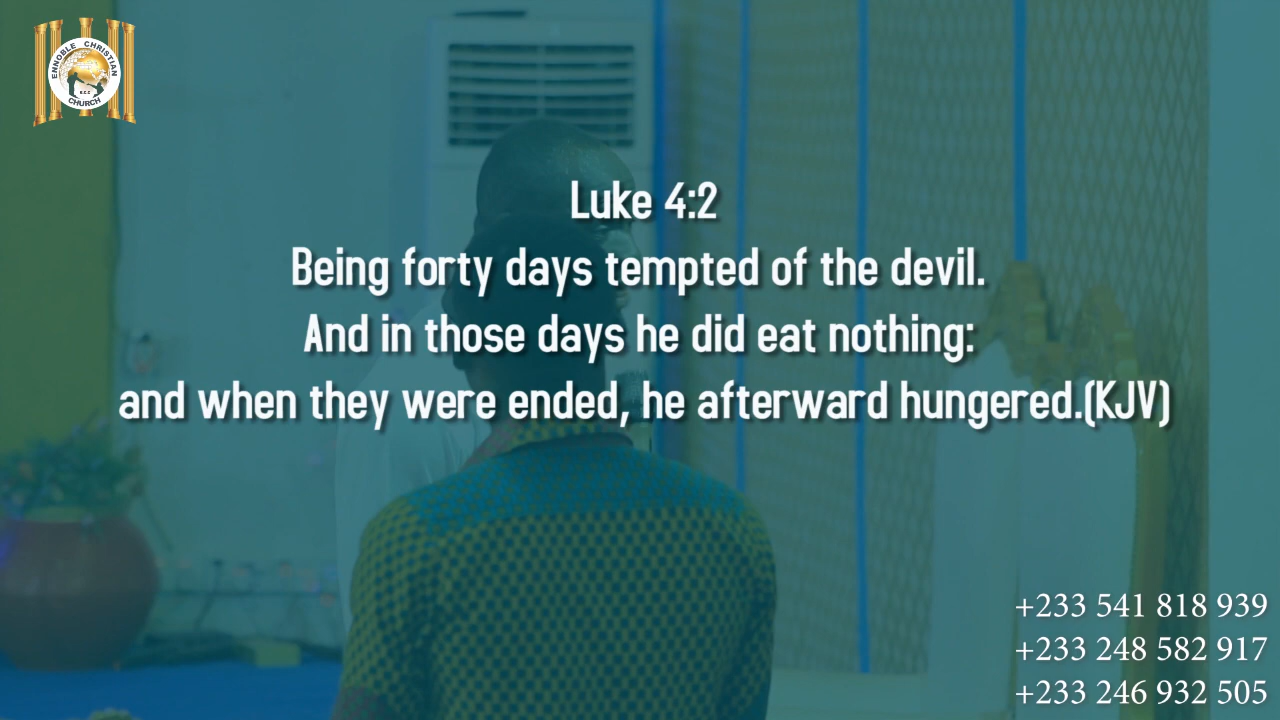 ENNOBLE CHRISTIAN
E.C.C
CHURCH
Luke 4:2
Being forty days tempted of the devil.
And in those days he did eat nothing:
and when they were ended, he afterward hungered.(KJV)
+233 541 818 939
+233 248 582 917
+233 246 932 505